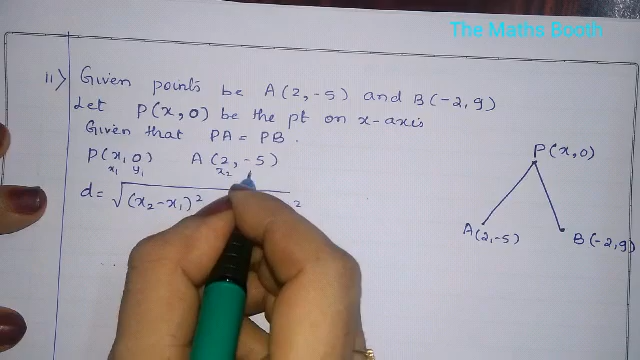 The Maths Booth
11) Given points be A(2,-5) and B(-2,9)
Let P(x,0) be the pt on x-axis
Given that PA = PB.
P(x,0) A(2,-5)
x₁ y₁ x₂
d = √(x₂-x₁)² ²
P(x,0)
A(2,-5) B(-2,9)